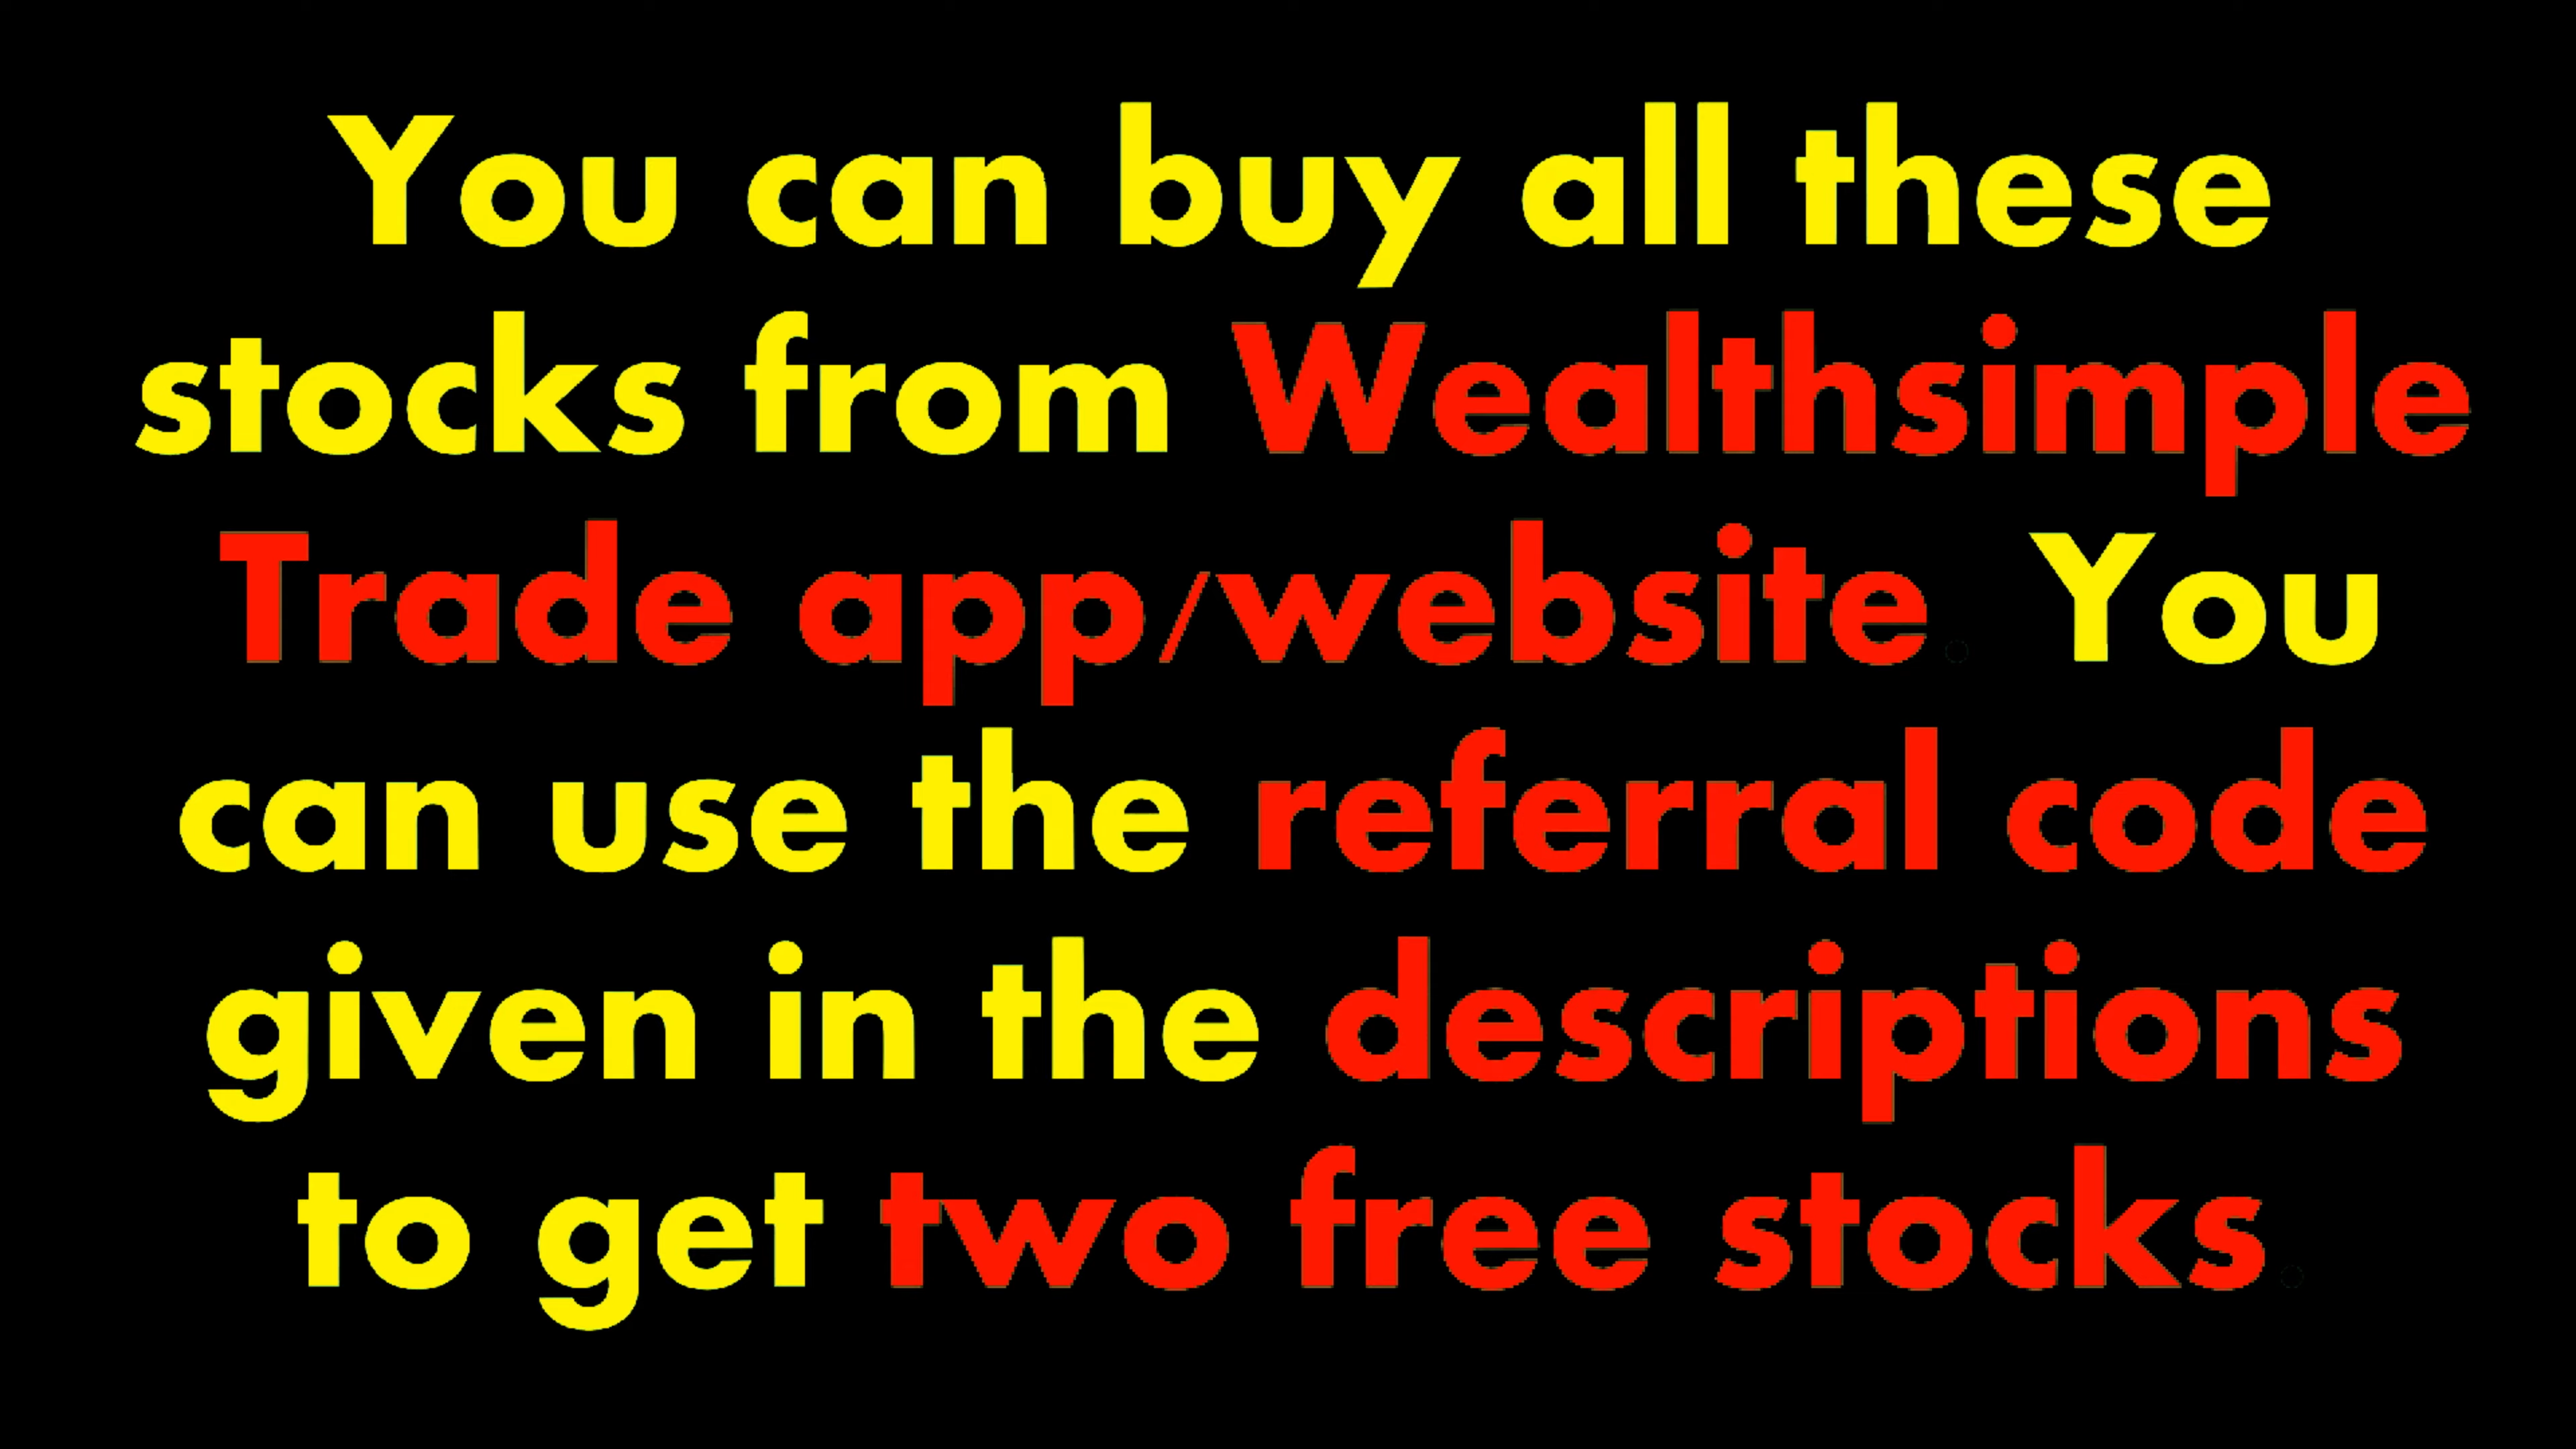 You can buy all these
stocks from Wealthsimple
Trade app/website. You
can use the referral code
given in the descriptions
to get two free stocks.